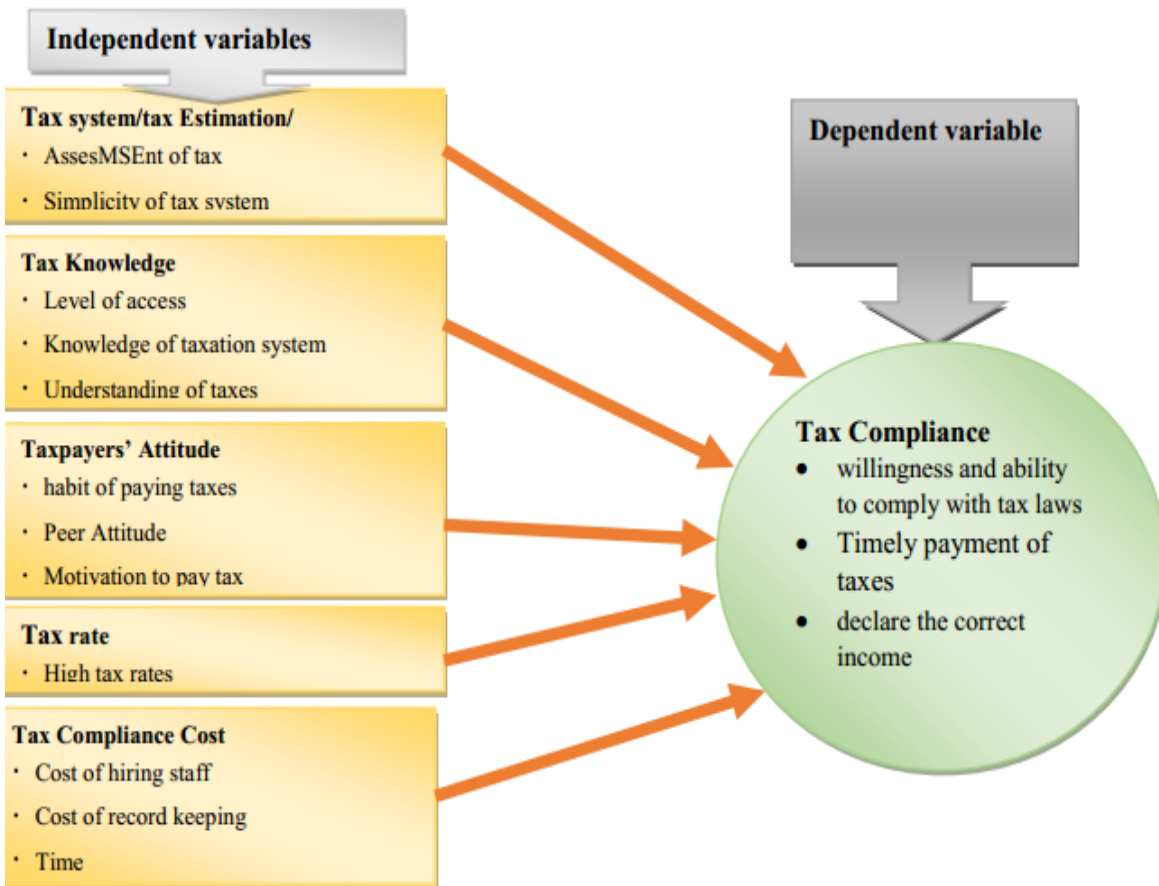 Independent variables
Tax system/tax Estimation/
· AssesMSEnt of tax
· Simplicity of tax system
Tax Knowledge
· Level of access
· Knowledge of taxation system
· Understanding of taxes
Taxpayers’ Attitude
· habit of paying taxes
· Peer Attitude
· Motivation to pay tax
Tax rate
· High tax rates
Tax Compliance Cost
· Cost of hiring staff
· Cost of record keeping
· Time
Dependent variable
Tax Compliance
• willingness and ability
to comply with tax laws
• Timely payment of
taxes
• declare the correct
income